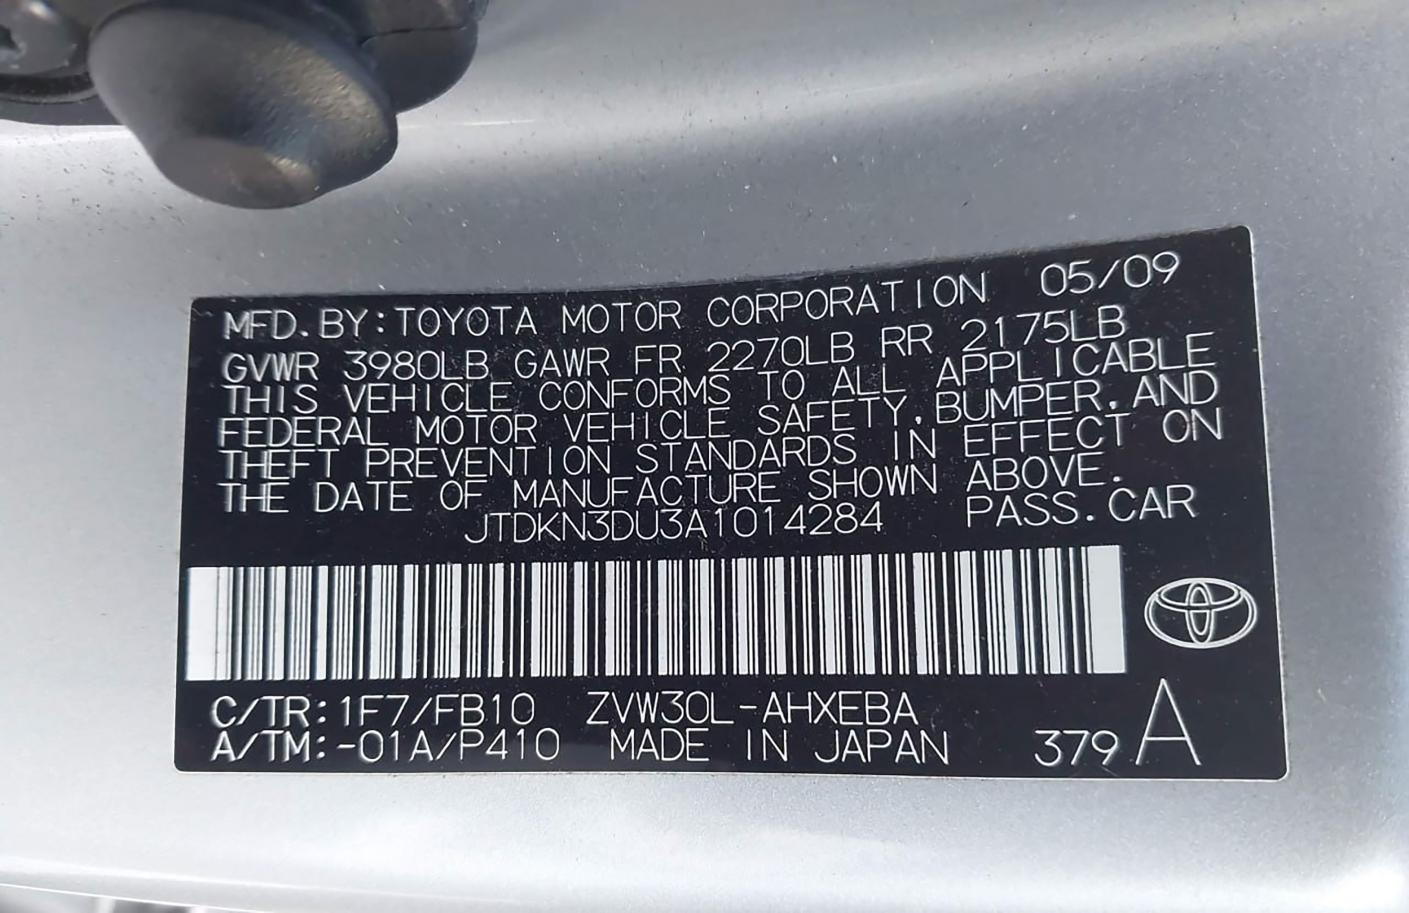 MFD.BY:TOYOTA MOTOR CORPORATION 05/09
GVWR 3980LB GAWR FR 2270LB RR 2175LB
THIS VEHICLE CONFORMS TO ALL APPLICABLE
FEDERAL MOTOR VEHICLE SAFETY,BUMPER,AND
THEFT PREVENTION STANDARDS IN EFFECT ON
THE DATE OF MANUFACTURE SHOWN ABOVE.
JTDKN3DU3A1014284 PASS.CAR
C/TR:1F7/FB10 ZVW30L-AHXEBA
A/TM:-01A/P410 MADE IN JAPAN 379 A